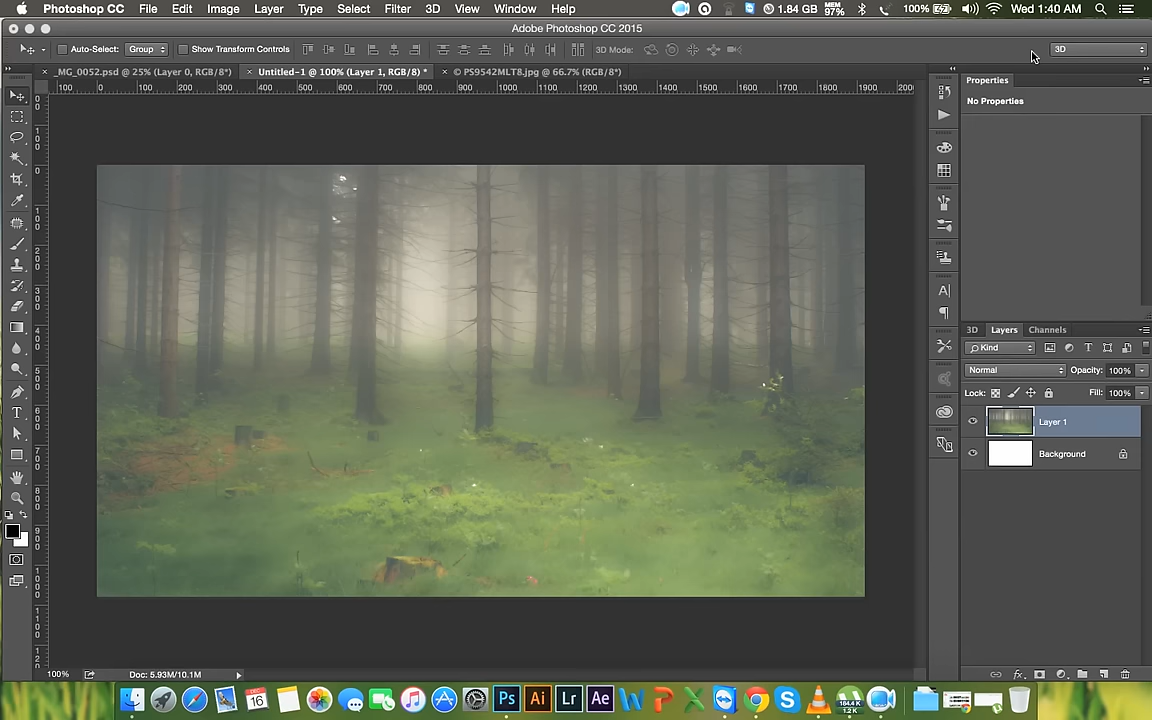 Photoshop CC File Edit Image Layer Type Select Filter 3D View Window Help 1.84 GB MEM 97% 100% Wed 1:40 AM
Adobe Photoshop CC 2015
Auto-Select: Group Show Transform Controls 3D Mode: 3D
× _MG_0052.psd @ 25% (Layer 0, RGB/8*) × Untitled-1 @ 100% (Layer 1, RGB/8) * × © PS9542MLT8.jpg @ 66.7% (RGB/8*)
100 0 100 200 300 400 500 600 700 800 900 1000 1100 1200 1300 1400 1500 1600 1700 1800 1900
Properties
No Properties
3D Layers Channels
Kind
Normal Opacity: 100%
Lock: Fill: 100%
Layer 1
Background
100% Doc: 5.93M/10.1M
Ps Ai Lr Ae